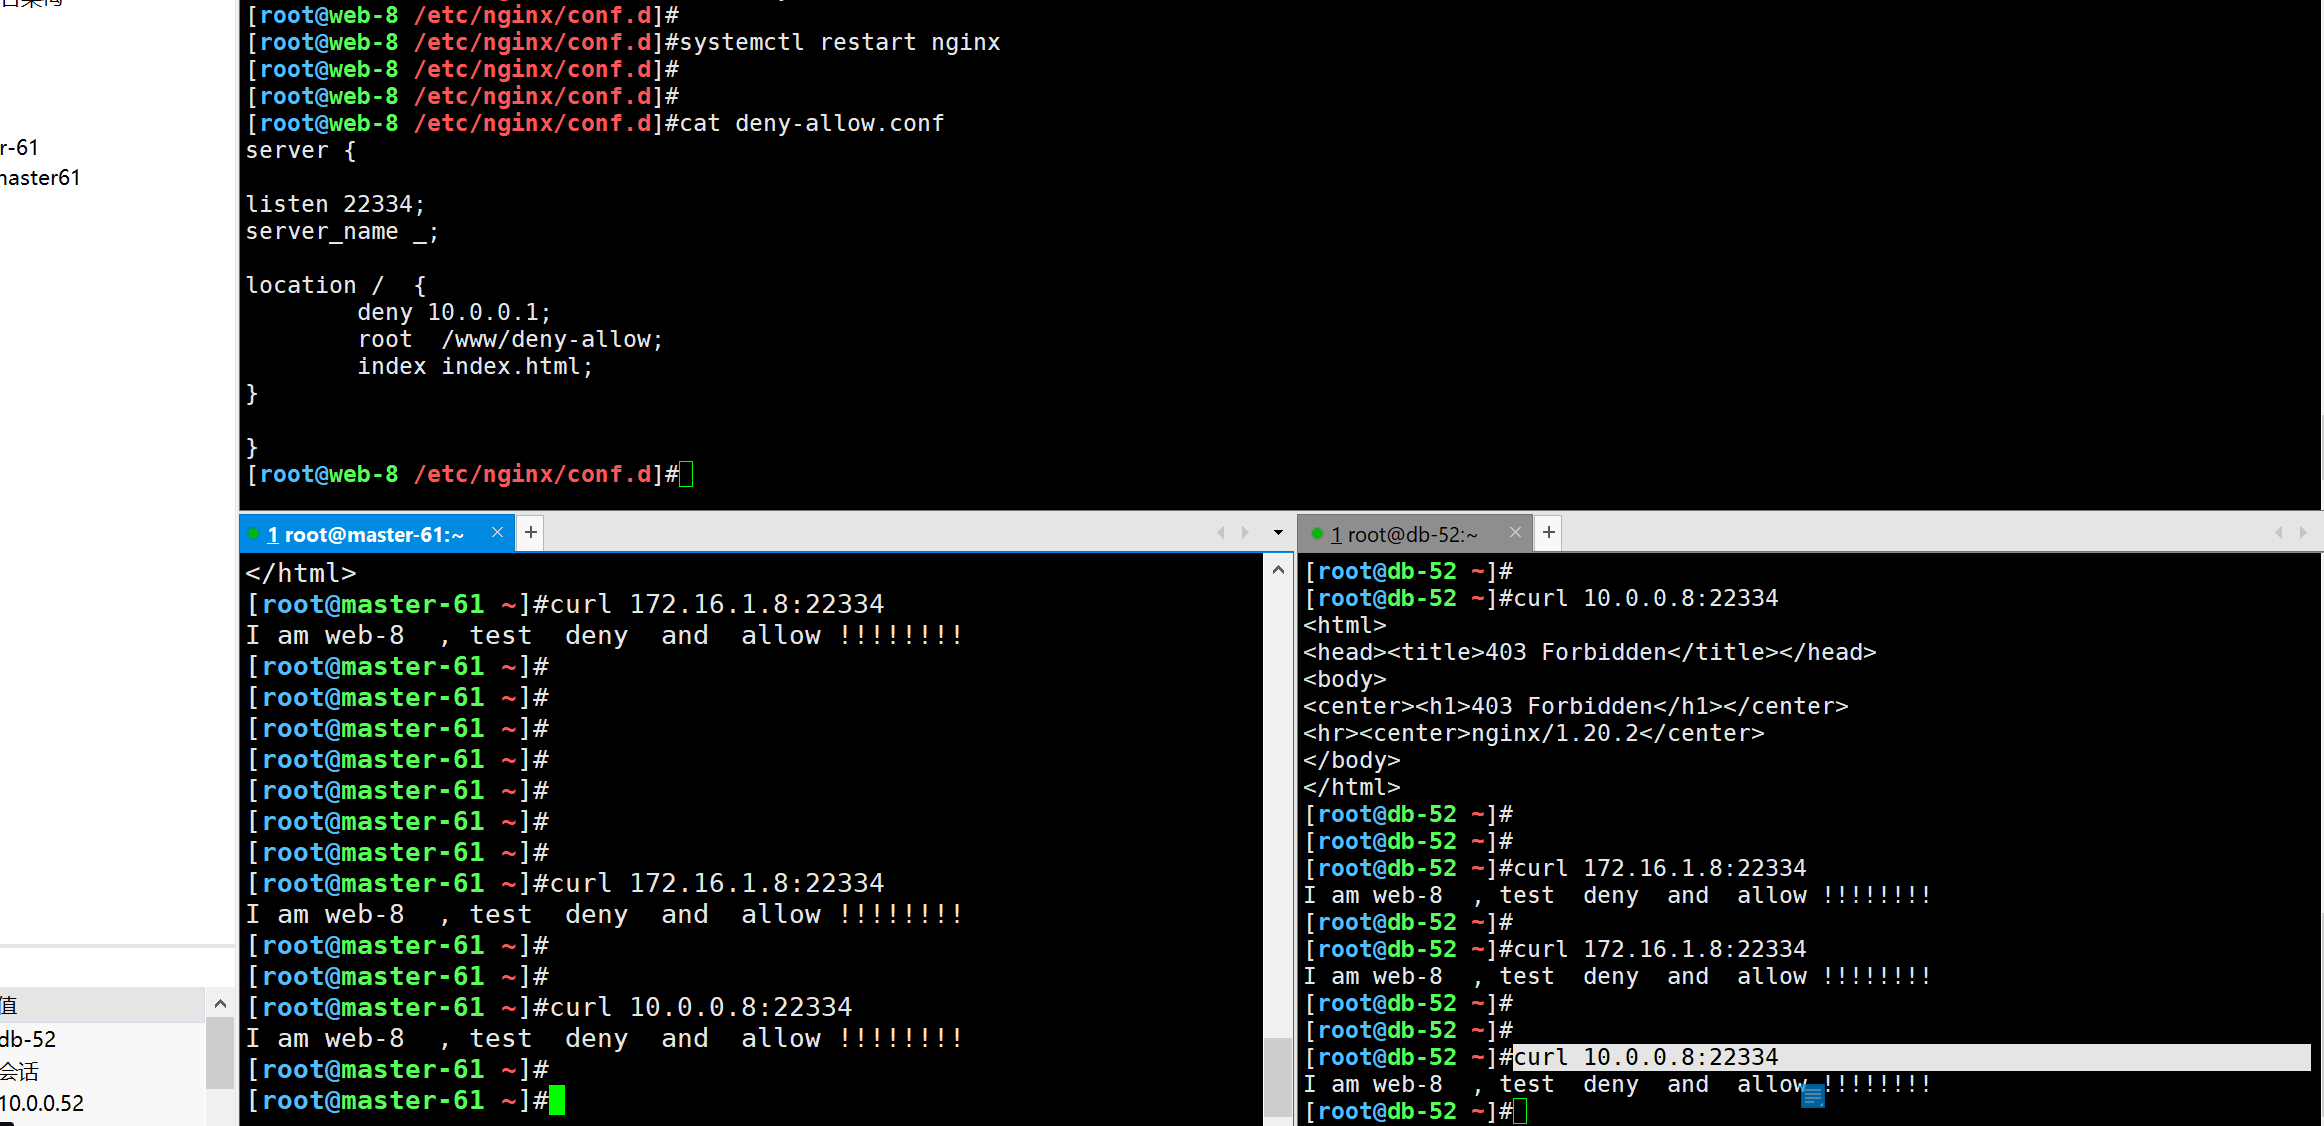 [root@web-8 /etc/nginx/conf.d]#
[root@web-8 /etc/nginx/conf.d]#systemctl restart nginx
[root@web-8 /etc/nginx/conf.d]#
[root@web-8 /etc/nginx/conf.d]#
[root@web-8 /etc/nginx/conf.d]#cat deny-allow.conf
server {
listen 22334;
server_name _;
location /  {
        deny 10.0.0.1;
        root  /www/deny-allow;
        index index.html;
}
}
[root@web-8 /etc/nginx/conf.d]#
r-61
master61
值
db-52
会话
10.0.0.52
1 root@master-61:~ × +
</html>
[root@master-61 ~]#curl 172.16.1.8:22334
I am web-8  , test  deny  and  allow !!!!!!!!
[root@master-61 ~]#
[root@master-61 ~]#
[root@master-61 ~]#
[root@master-61 ~]#
[root@master-61 ~]#
[root@master-61 ~]#
[root@master-61 ~]#
[root@master-61 ~]#curl 172.16.1.8:22334
I am web-8  , test  deny  and  allow !!!!!!!!
[root@master-61 ~]#
[root@master-61 ~]#
[root@master-61 ~]#curl 10.0.0.8:22334
I am web-8  , test  deny  and  allow !!!!!!!!
[root@master-61 ~]#
[root@master-61 ~]#
1 root@db-52:~ × +
[root@db-52 ~]#
[root@db-52 ~]#curl 10.0.0.8:22334
<html>
<head><title>403 Forbidden</title></head>
<body>
<center><h1>403 Forbidden</h1></center>
<hr><center>nginx/1.20.2</center>
</body>
</html>
[root@db-52 ~]#
[root@db-52 ~]#
[root@db-52 ~]#curl 172.16.1.8:22334
I am web-8  , test  deny  and  allow !!!!!!!!
[root@db-52 ~]#
[root@db-52 ~]#curl 172.16.1.8:22334
I am web-8  , test  deny  and  allow !!!!!!!!
[root@db-52 ~]#
[root@db-52 ~]#
[root@db-52 ~]#curl 10.0.0.8:22334
I am web-8  , test  deny  and  allow !!!!!!!!
[root@db-52 ~]#